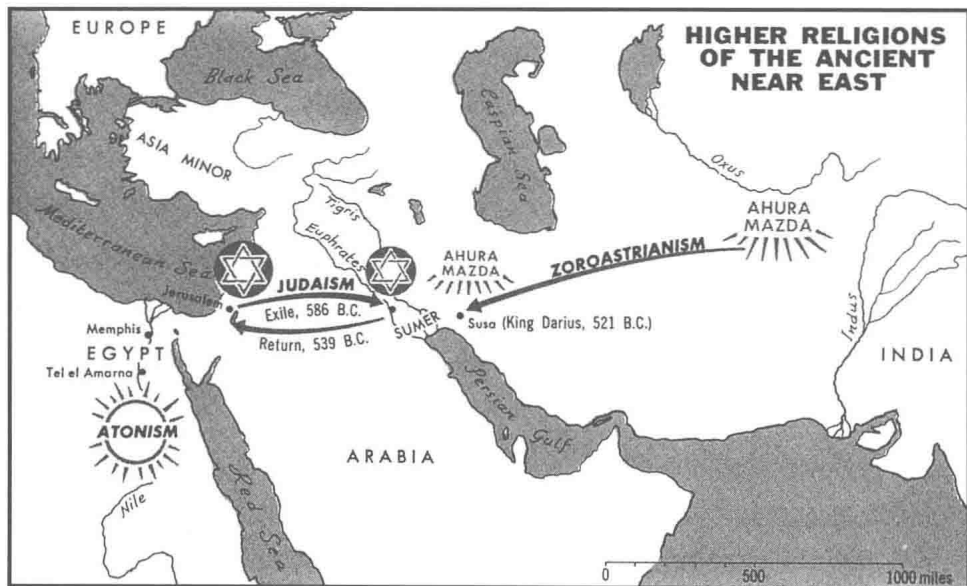 HIGHER RELIGIONS
OF THE ANCIENT
NEAR EAST
EUROPE
Black Sea
Caspian Sea
ASIA MINOR
Oxus
Mediterranean Sea
Tigris
Euphrates
AHURA
MAZDA
AHURA
MAZDA
ZOROASTRIANISM
Jerusalem
JUDAISM
Exile, 586 B.C.
Return, 539 B.C.
SUMER
Susa (King Darius, 521 B.C.)
Memphis
EGYPT
Tel el Amarna
ATONISM
Indus
INDIA
Persian Gulf
ARABIA
Nile
Red Sea
0 500 1000 miles